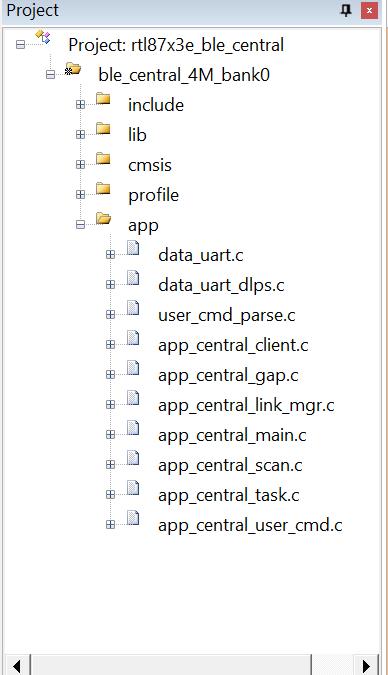 Project
Project: rtl87x3e_ble_central
ble_central_4M_bank0
include
lib
cmsis
profile
app
data_uart.c
data_uart_dlps.c
user_cmd_parse.c
app_central_client.c
app_central_gap.c
app_central_link_mgr.c
app_central_main.c
app_central_scan.c
app_central_task.c
app_central_user_cmd.c